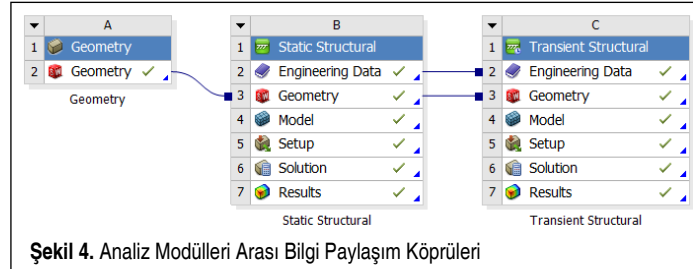 A
1 Geometry
2 Geometry
Geometry
B
1 Static Structural
2 Engineering Data
3 Geometry
4 Model
5 Setup
6 Solution
7 Results
Static Structural
C
1 Transient Structural
2 Engineering Data
3 Geometry
4 Model
5 Setup
6 Solution
7 Results
Transient Structural
Şekil 4. Analiz Modülleri Arası Bilgi Paylaşım Köprüleri